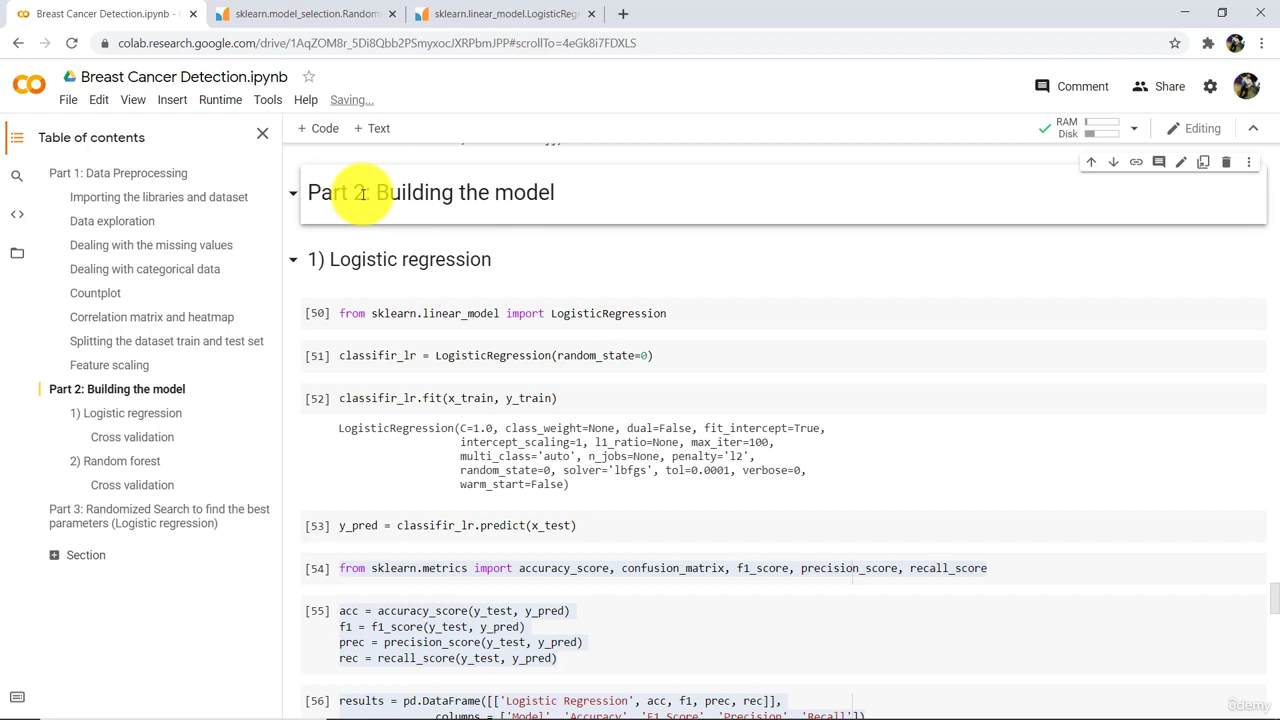 Breast Cancer Detection.ipynb - C
sklearn.model_selection.Random
sklearn.linear_model.LogisticReg
colab.research.google.com/drive/1AqZOM8r_5Di8Qbb2PSmyxocJXRPbmJPP#scrollTo=4eGk8i7FDXLS
Breast Cancer Detection.ipynb
Comment
Share
File Edit View Insert Runtime Tools Help Saving...
Table of contents
+ Code + Text
RAM
Disk
Editing
Part 1: Data Preprocessing
Importing the libraries and dataset
Data exploration
Dealing with the missing values
Dealing with categorical data
Countplot
Correlation matrix and heatmap
Splitting the dataset train and test set
Feature scaling
Part 2: Building the model
1) Logistic regression
Cross validation
2) Random forest
Cross validation
Part 3: Randomized Search to find the best
parameters (Logistic regression)
Section
Part 2: Building the model
1) Logistic regression
[50] from sklearn.linear_model import LogisticRegression
[51] classifir_lr = LogisticRegression(random_state=0)
[52] classifir_lr.fit(x_train, y_train)
LogisticRegression(C=1.0, class_weight=None, dual=False, fit_intercept=True,
intercept_scaling=1, l1_ratio=None, max_iter=100,
multi_class='auto', n_jobs=None, penalty='l2',
random_state=0, solver='lbfgs', tol=0.0001, verbose=0,
warm_start=False)
[53] y_pred = classifir_lr.predict(x_test)
[54] from sklearn.metrics import accuracy_score, confusion_matrix, f1_score, precision_score, recall_score
[55] acc = accuracy_score(y_test, y_pred)
f1 = f1_score(y_test, y_pred)
prec = precision_score(y_test, y_pred)
rec = recall_score(y_test, y_pred)
[56] results = pd.DataFrame([['Logistic Regression', acc, f1, prec, rec]],
columns = ['Model', 'Accuracy', 'F1 Score', 'Precision', 'Recall'])
ûdemy